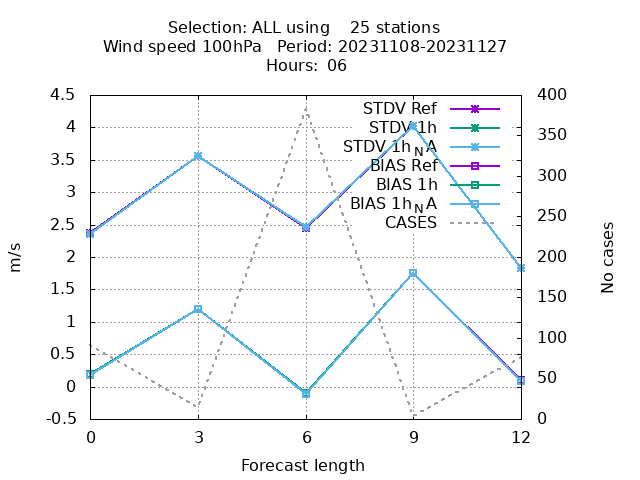 Selection: ALL using    25 stations
Wind speed 100hPa   Period: 20231108-20231127
Hours:  06
4.5
4
3.5
3
2.5
2
1.5
1
0.5
0
-0.5
400
350
300
250
200
150
100
50
0
STDV Ref
STDV 1h
STDV 1h_NA
BIAS Ref
BIAS 1h
BIAS 1h_NA
CASES
m/s
No cases
0 3 6 9 12
Forecast length